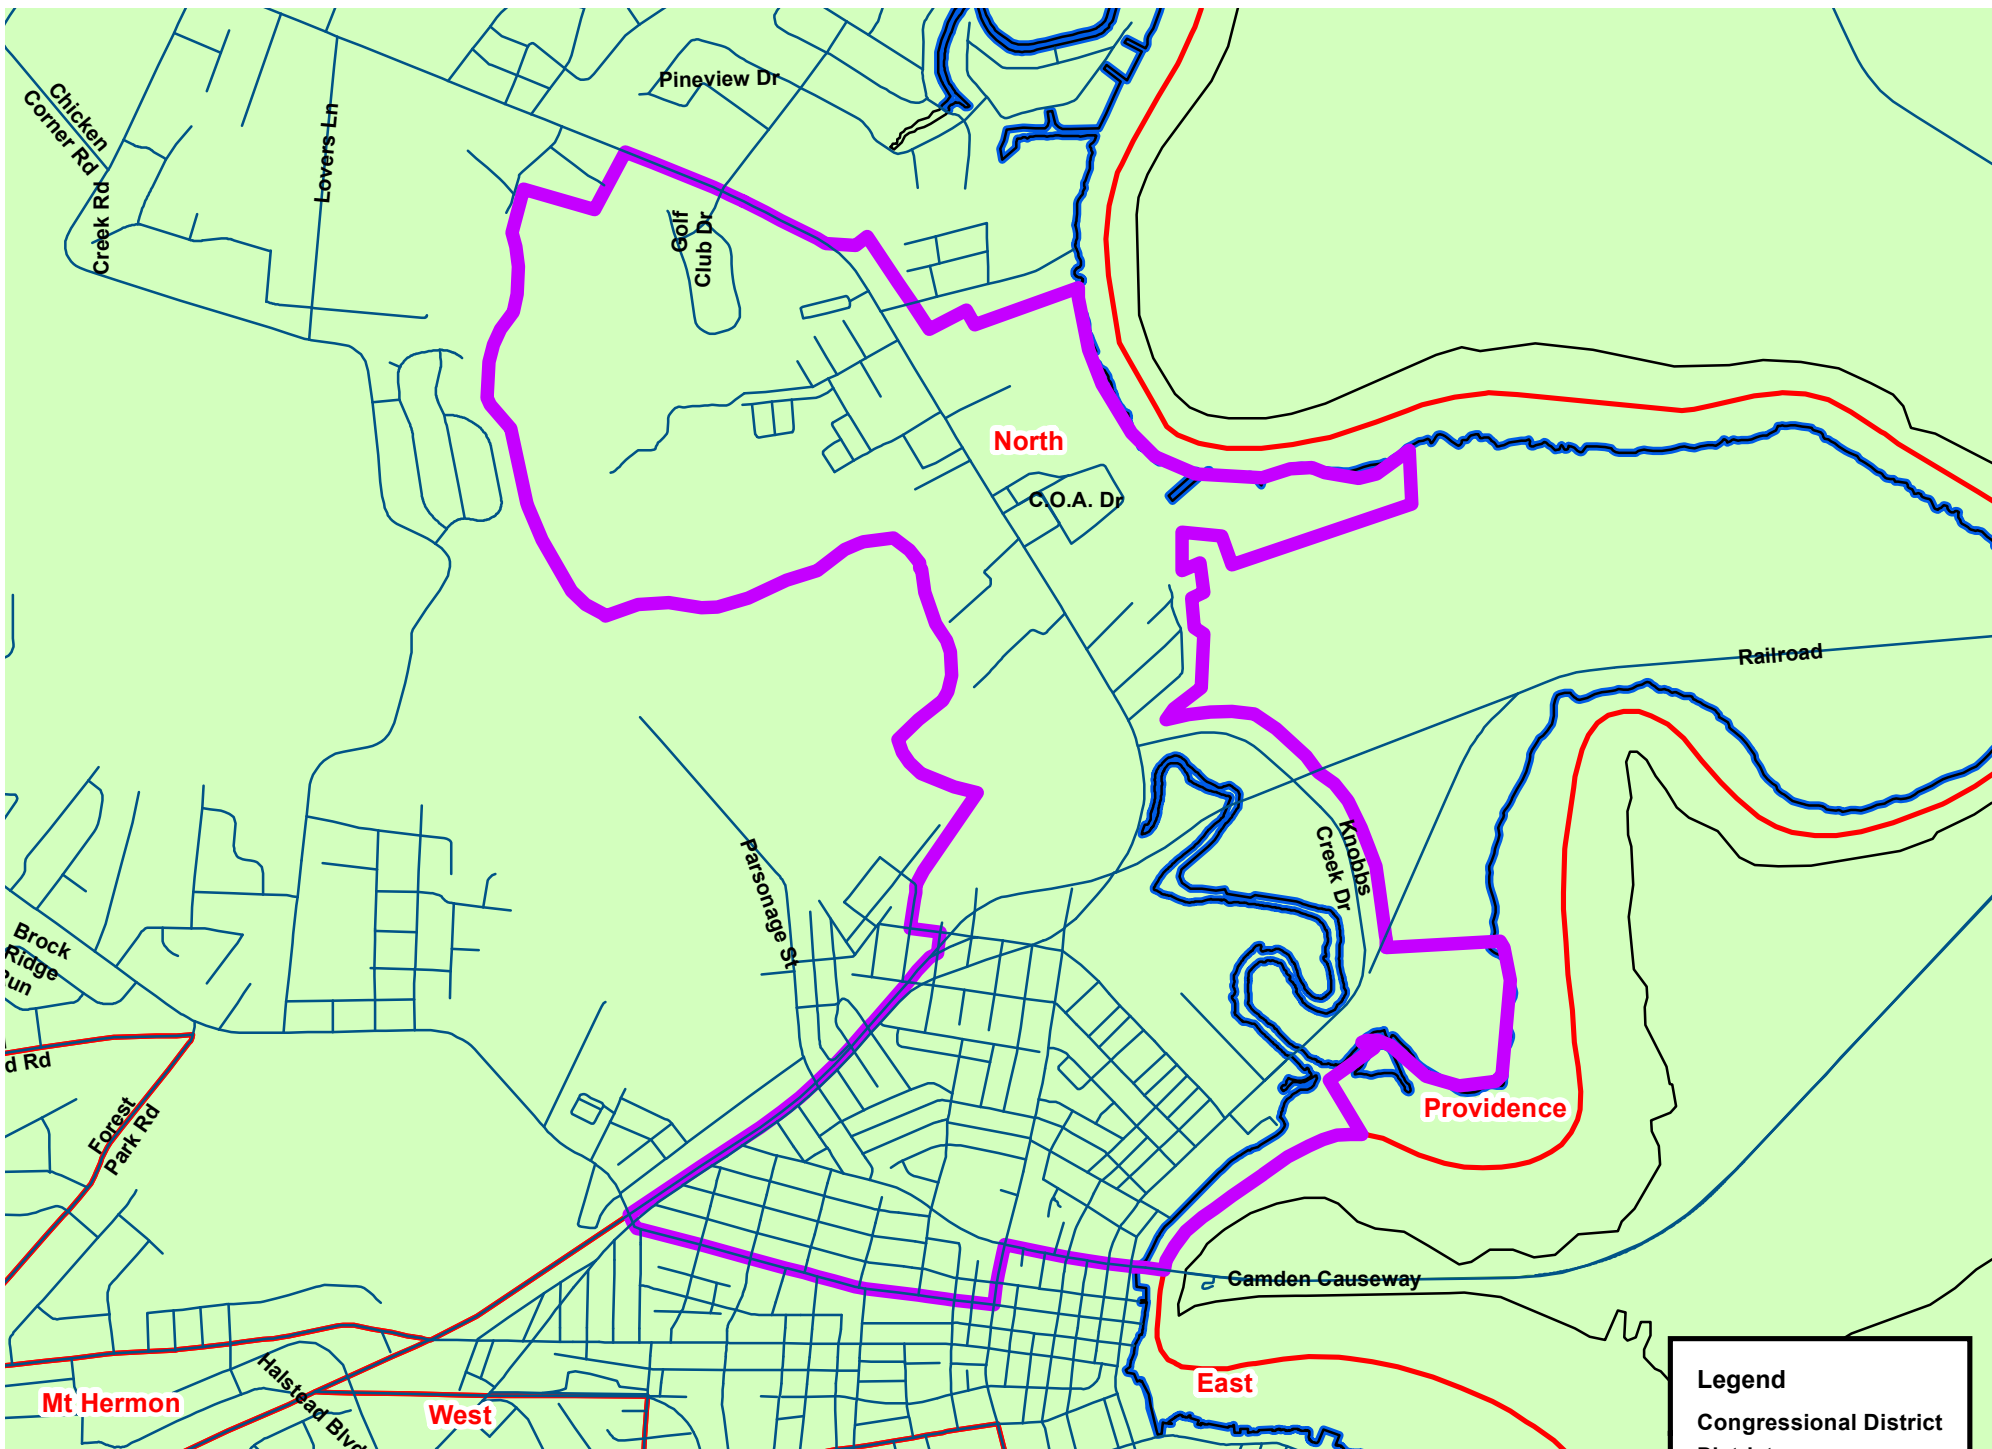 Pineview Dr
Chicken
Corner Rd
Creek Rd
Lovers Ln
Golf
Club Dr
North
C.O.A. Dr
Railroad
Knobbs
Creek Dr
Parsonage St
Brock
Ridge
d Rd
Forest
Park Rd
Providence
Camden Causeway
Mt Hermon
Halstead Blvd
West
East
Legend
Congressional District